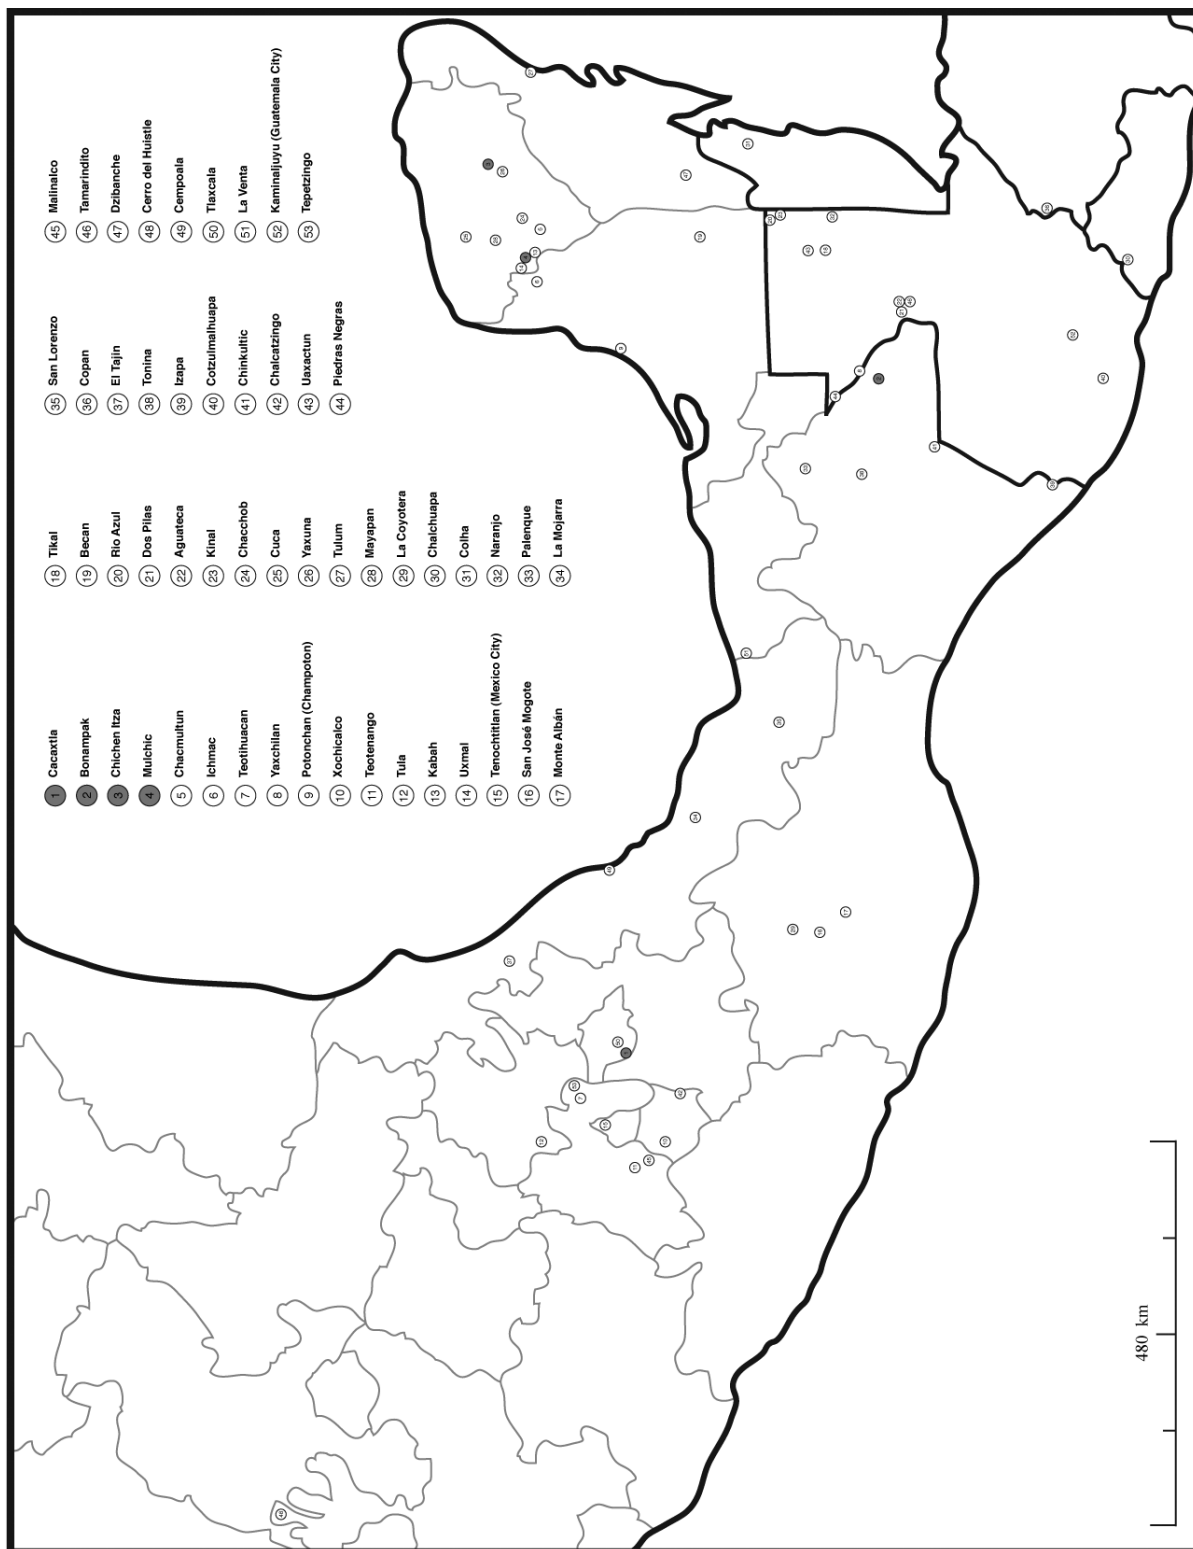 1 Cacaxtla
2 Bonampak
3 Chichen Itza
4 Mulchic
5 Chacmultun
6 Ichmac
7 Teotihuacan
8 Yaxchilan
9 Potonchan (Champoton)
10 Xochicalco
11 Teotenango
12 Tula
13 Kabah
14 Uxmal
15 Tenochtitlan (Mexico City)
16 San José Mogote
17 Monte Albán
18 Tikal
19 Becan
20 Rio Azul
21 Dos Pilas
22 Aguateca
23 Kinal
24 Chacchob
25 Cuca
26 Yaxuna
27 Tulum
28 Mayapan
29 La Coyotera
30 Chalchuapa
31 Colha
32 Naranjo
33 Palenque
34 La Mojarra
35 San Lorenzo
36 Copan
37 El Tajin
38 Tonina
39 Izapa
40 Cotzulmalhuapa
41 Chinkultic
42 Chalcatzingo
43 Uaxactun
44 Piedras Negras
45 Malinalco
46 Tamarindito
47 Dzibanche
48 Cerro del Huistle
49 Cempoala
50 Tlaxcala
51 La Venta
52 Kaminaljuyu (Guatemala City)
53 Tepetzingo
480 km